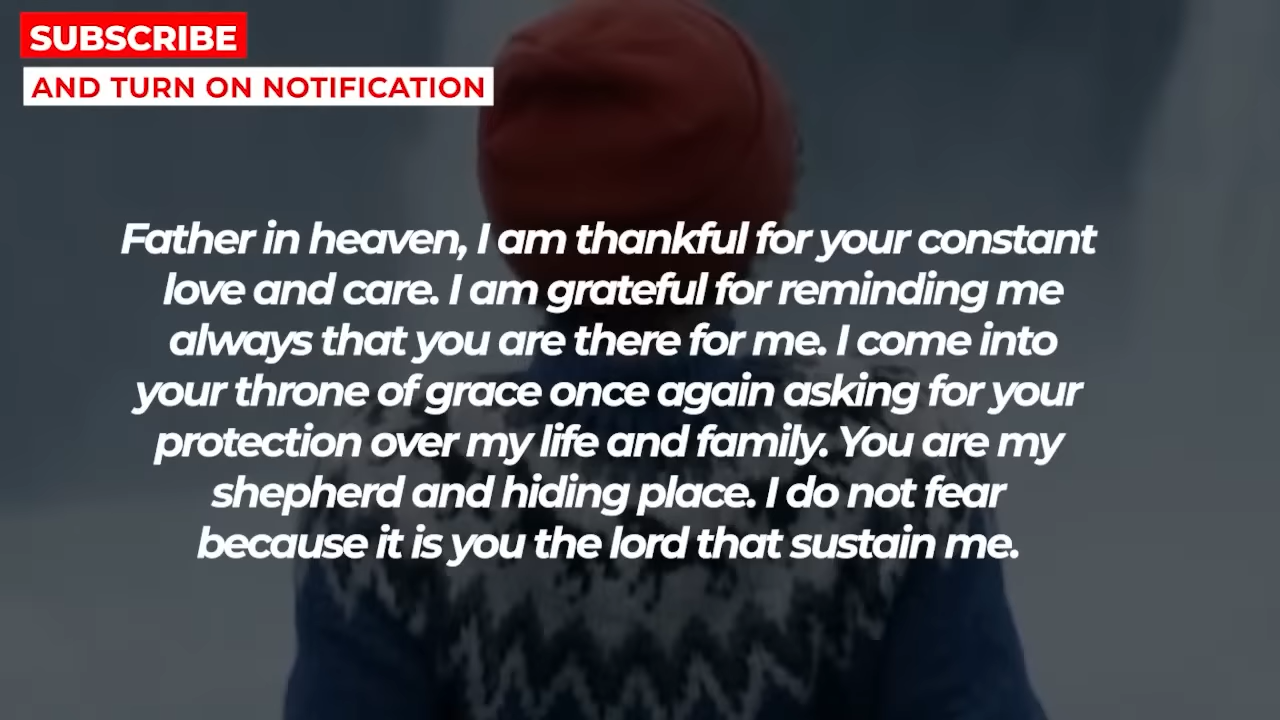 SUBSCRIBE
AND TURN ON NOTIFICATION
Father in heaven, I am thankful for your constant
love and care. I am grateful for reminding me
always that you are there for me. I come into
your throne of grace once again asking for your
protection over my life and family. You are my
shepherd and hiding place. I do not fear
because it is you the lord that sustain me.